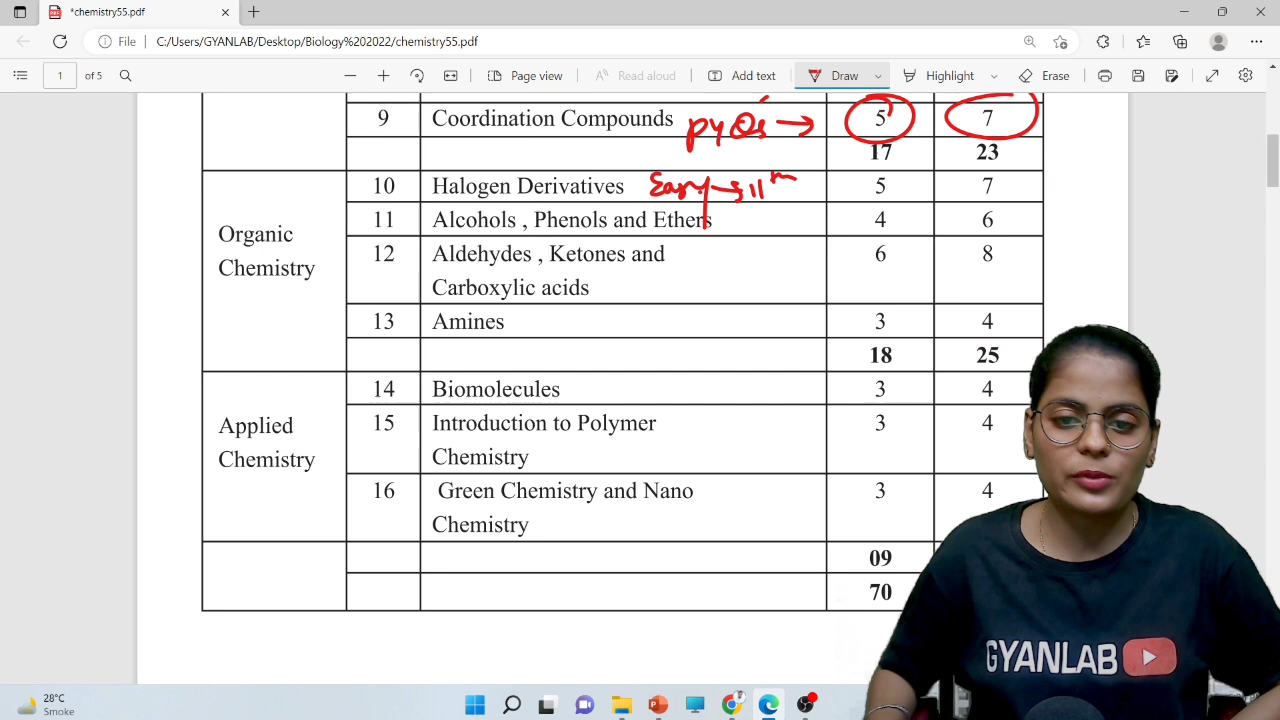 *chemistry55.pdf
File C:/Users/GYANLAB/Desktop/Biology%202022/chemistry55.pdf
1 of 5 Page view Read aloud Add text Draw Highlight Erase
9 Coordination Compounds PYQs → 5 7
17 23
10 Halogen Derivatives Easy → 11th 5 7
Organic Chemistry
11 Alcohols , Phenols and Ethers 4 6
12 Aldehydes , Ketones and Carboxylic acids 6 8
13 Amines 3 4
18 25
Applied Chemistry
14 Biomolecules 3 4
15 Introduction to Polymer Chemistry 3 4
16 Green Chemistry and Nano Chemistry 3 4
09
70
GYANLAB
28°C
Smoke